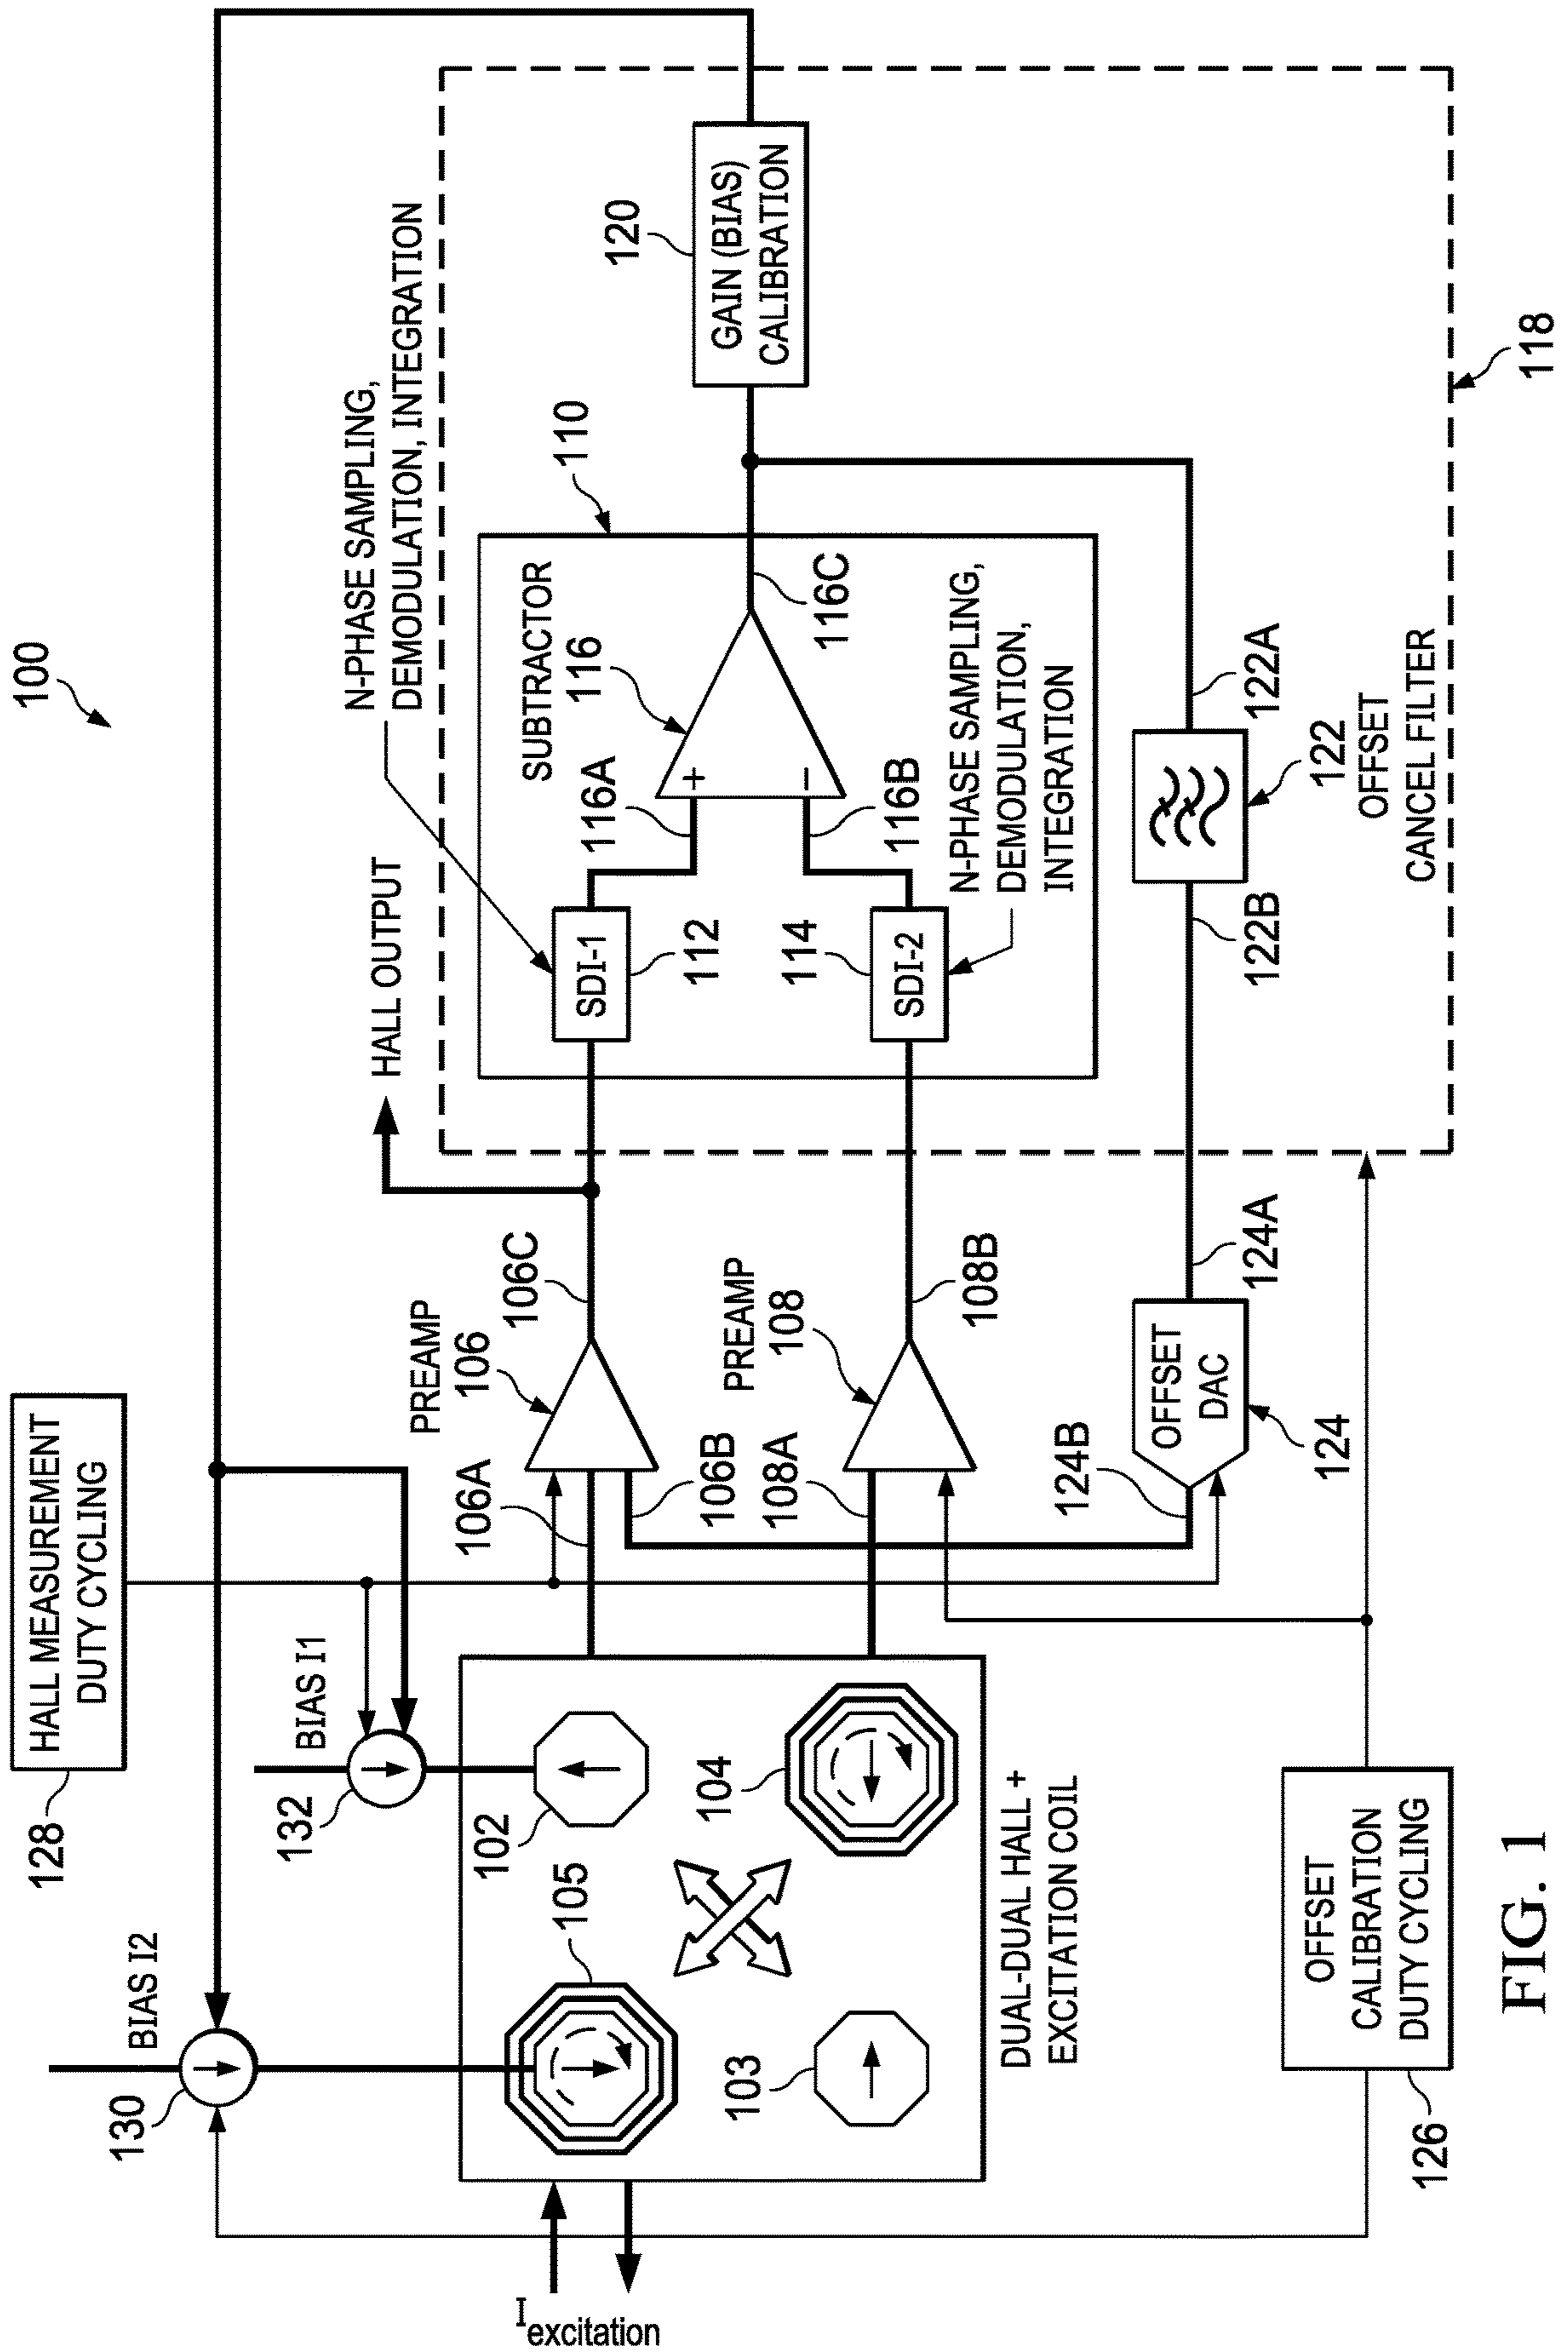 100
HALL MEASUREMENT
DUTY CYCLING
128
BIAS I2
130
BIAS I1
132
HALL OUTPUT
N-PHASE SAMPLING,
DEMODULATION, INTEGRATION
PREAMP
106
106A
106B
106C
SUBTRACTOR
116
116A
116B
116C
110
SDI-1
112
SDI-2
114
N-PHASE SAMPLING,
DEMODULATION,
INTEGRATION
120
GAIN (BIAS)
CALIBRATION
PREAMP
108
108A
108B
105
102
104
103
DUAL-DUAL HALL +
EXCITATION COIL
Iexcitation
124B
OFFSET
DAC
124
124A
122B
122A
122
OFFSET
CANCEL FILTER
118
OFFSET
CALIBRATION
DUTY CYCLING
126
FIG. 1